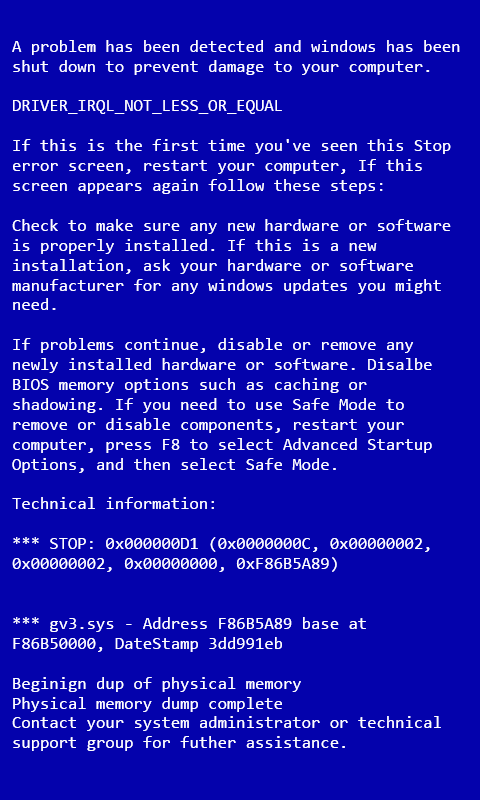 A problem has been detected and windows has been
shut down to prevent damage to your computer.
DRIVER_IRQL_NOT_LESS_OR_EQUAL
If this is the first time you've seen this Stop
error screen, restart your computer, If this
screen appears again follow these steps:
Check to make sure any new hardware or software
is properly installed. If this is a new
installation, ask your hardware or software
manufacturer for any windows updates you might
need.
If problems continue, disable or remove any
newly installed hardware or software. Disalbe
BIOS memory options such as caching or
shadowing. If you need to use Safe Mode to
remove or disable components, restart your
computer, press F8 to select Advanced Startup
Options, and then select Safe Mode.
Technical information:
*** STOP: 0x000000D1 (0x0000000C, 0x00000002,
0x00000002, 0x00000000, 0xF86B5A89)
*** gv3.sys - Address F86B5A89 base at
F86B50000, DateStamp 3dd991eb
Beginign dup of physical memory
Physical memory dump complete
Contact your system administrator or technical
support group for futher assistance.